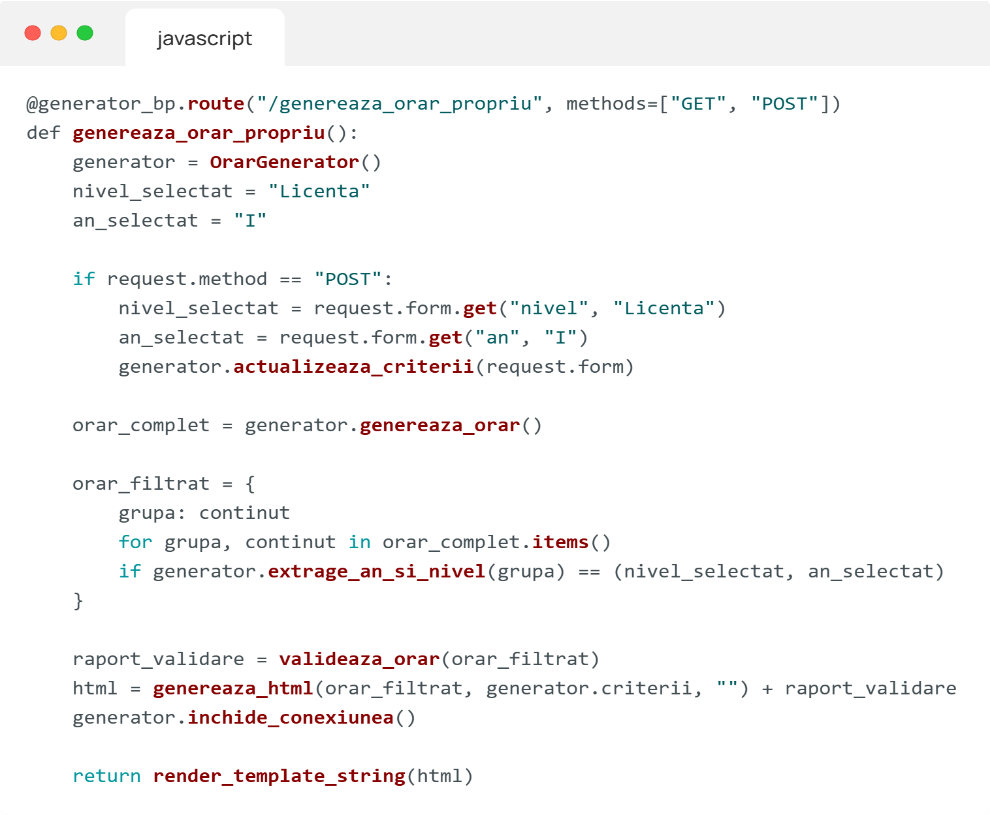 javascript
@generator_bp.route("/genereaza_orar_propriu", methods=["GET", "POST"])
def genereaza_orar_propriu():
    generator = OrarGenerator()
    nivel_selectat = "Licenta"
    an_selectat = "I"

    if request.method == "POST":
        nivel_selectat = request.form.get("nivel", "Licenta")
        an_selectat = request.form.get("an", "I")
        generator.actualizeaza_criterii(request.form)

    orar_complet = generator.genereaza_orar()

    orar_filtrat = {
        grupa: continut
        for grupa, continut in orar_complet.items()
        if generator.extrage_an_si_nivel(grupa) == (nivel_selectat, an_selectat)
    }

    raport_validare = valideaza_orar(orar_filtrat)
    html = genereaza_html(orar_filtrat, generator.criterii, "") + raport_validare
    generator.inchide_conexiunea()

    return render_template_string(html)